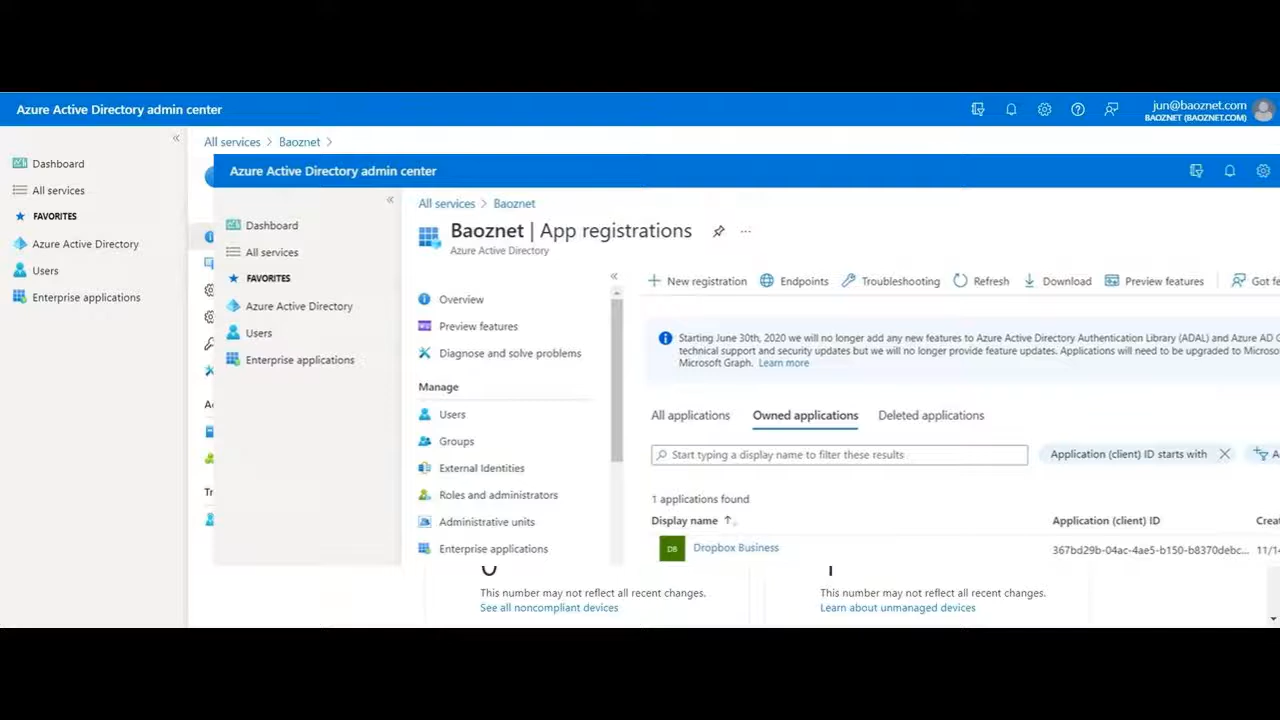 Azure Active Directory admin center
jun@baoznet.com
BAOZNET (BAOZNET.COM)
Dashboard
All services
FAVORITES
Azure Active Directory
Users
Enterprise applications
All services > Baoznet >
Azure Active Directory admin center
Dashboard
All services
FAVORITES
Azure Active Directory
Users
Enterprise applications
All services > Baoznet
Baoznet | App registrations
Azure Active Directory
Overview
Preview features
Diagnose and solve problems
Manage
Users
Groups
External Identities
Roles and administrators
Administrative units
Enterprise applications
New registration Endpoints Troubleshooting Refresh Download Preview features Got fe
Starting June 30th, 2020 we will no longer add any new features to Azure Active Directory Authentication Library (ADAL) and Azure AD G
technical support and security updates but we will no longer provide feature updates. Applications will need to be upgraded to Microso
Microsoft Graph. Learn more
All applications Owned applications Deleted applications
Start typing a display name to filter these results
Application (client) ID starts with
1 applications found
Display name Application (client) ID Creat
DB Dropbox Business 367bd29b-04ac-4ae5-b150-b8370debc... 11/14
This number may not reflect all recent changes.
See all noncompliant devices
This number may not reflect all recent changes.
Learn about unmanaged devices